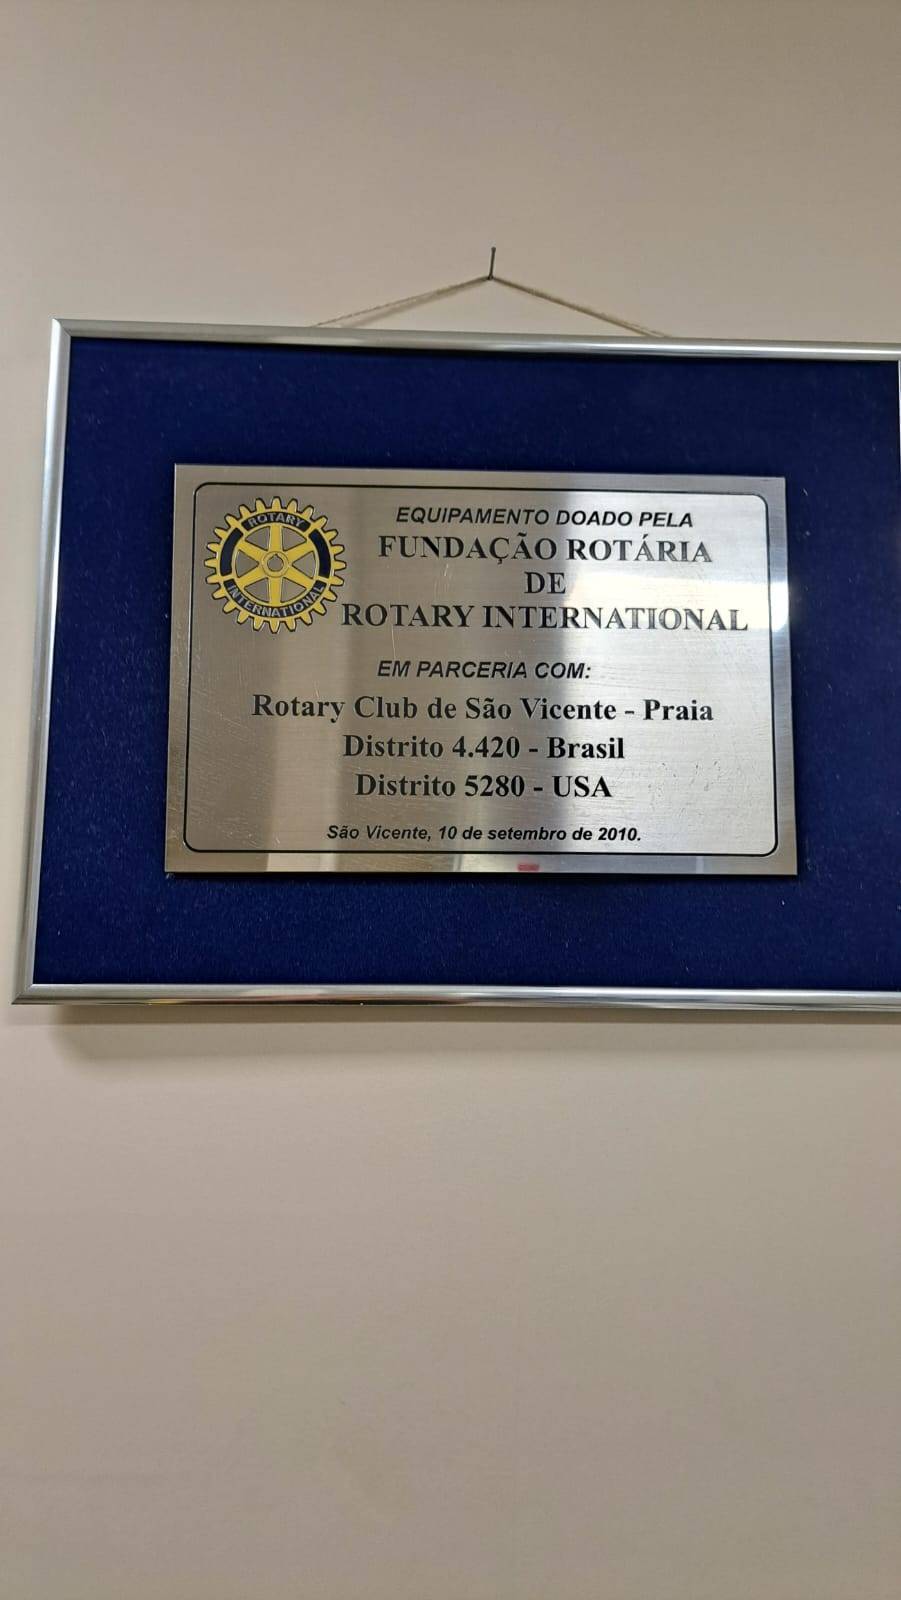 ROTARY
INTERNATIONAL
EQUIPAMENTO DOADO PELA
FUNDAÇÃO ROTÁRIA
DE
ROTARY INTERNATIONAL
EM PARCERIA COM:
Rotary Club de São Vicente - Praia
Distrito 4.420 - Brasil
Distrito 5280 - USA
São Vicente, 10 de setembro de 2010.